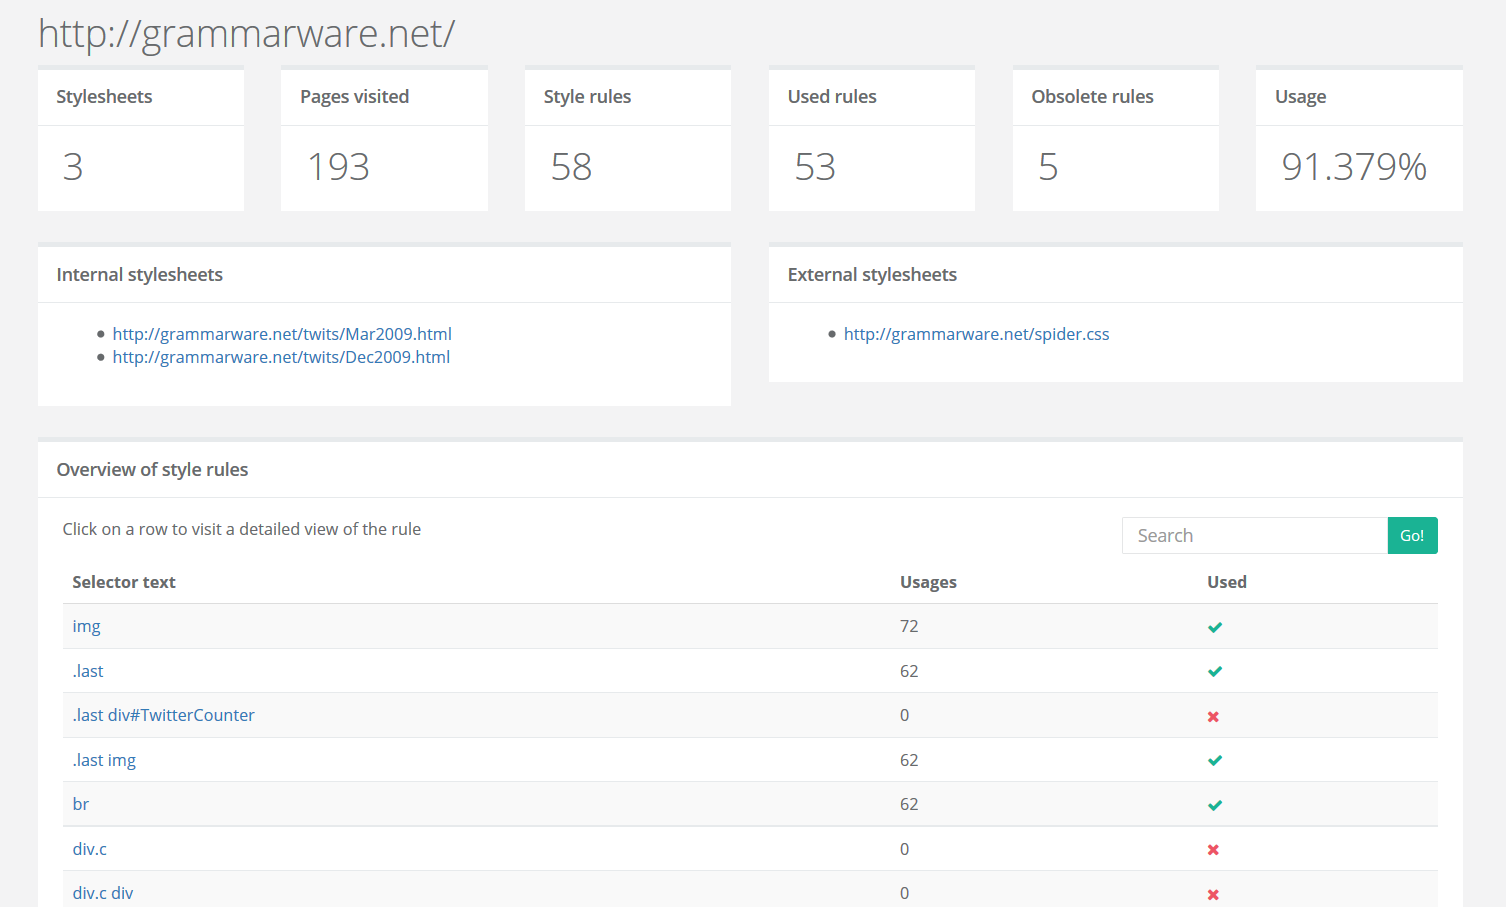 http://grammarware.net/
Stylesheets
3
Pages visited
193
Style rules
58
Used rules
53
Obsolete rules
5
Usage
91.379%
Internal stylesheets
http://grammarware.net/twits/Mar2009.html
http://grammarware.net/twits/Dec2009.html
External stylesheets
http://grammarware.net/spider.css
Overview of style rules
Click on a row to visit a detailed view of the rule
Search Go!
Selector text Usages Used
img 72
.last 62
.last div#TwitterCounter 0
.last img 62
br 62
div.c 0
div.c div 0